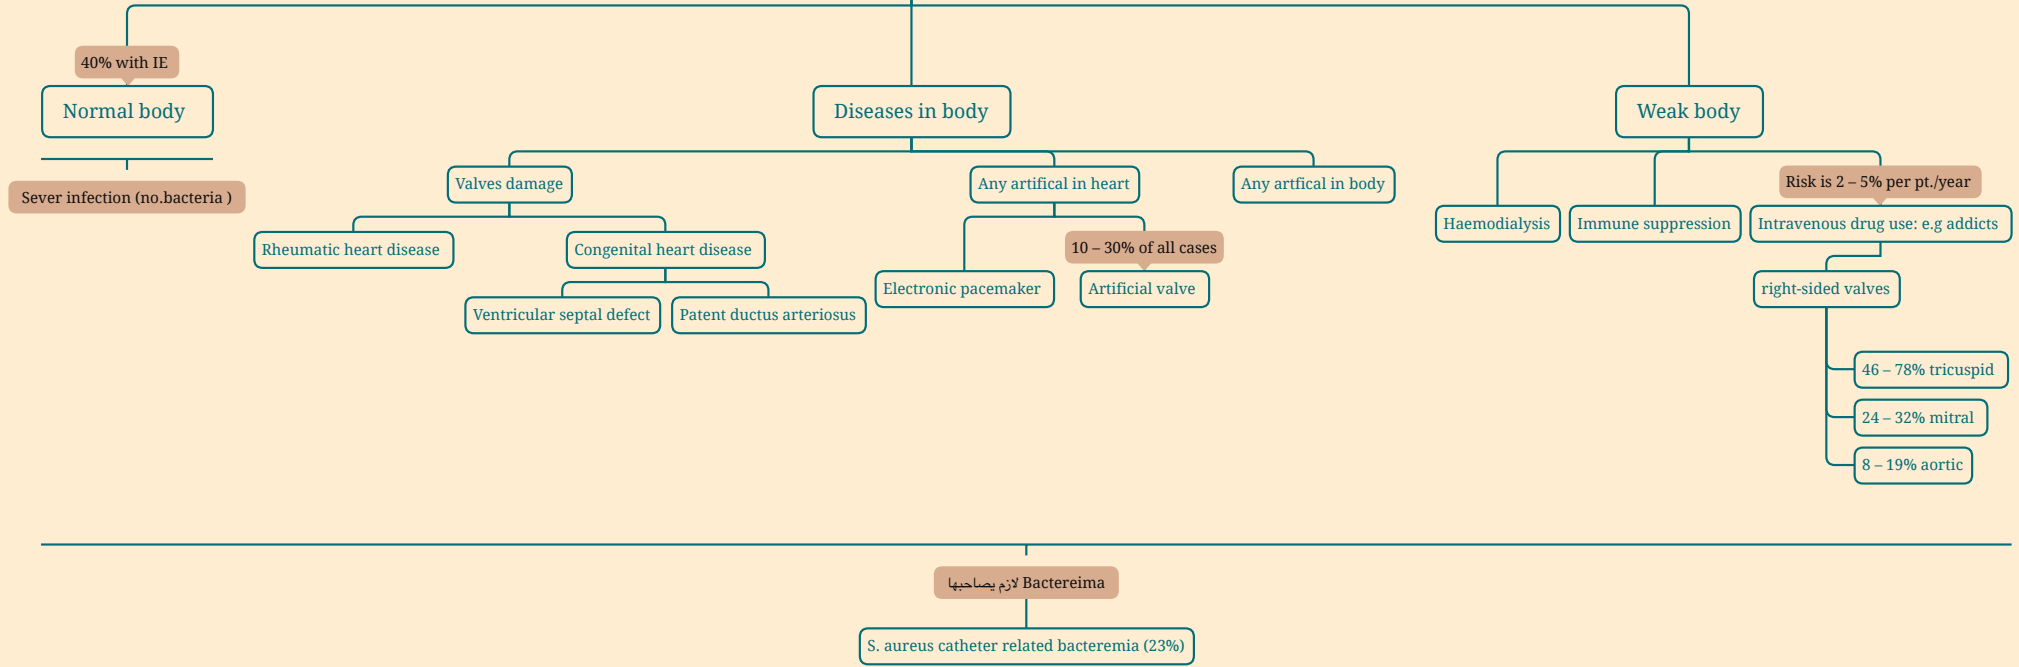 40% with IE
Normal body
Sever infection (no.bacteria )
Diseases in body
Valves damage
Rheumatic heart disease
Congenital heart disease
Ventricular septal defect
Patent ductus arteriosus
Any artifical in heart
Electronic pacemaker
10 – 30% of all cases
Artificial valve
Any artfical in body
Weak body
Haemodialysis
Immune suppression
Risk is 2 – 5% per pt./year
Intravenous drug use: e.g addicts
right-sided valves
46 – 78% tricuspid
24 – 32% mitral
8 – 19% aortic
لازم يصاحبها Bactereima
S. aureus catheter related bacteremia (23%)